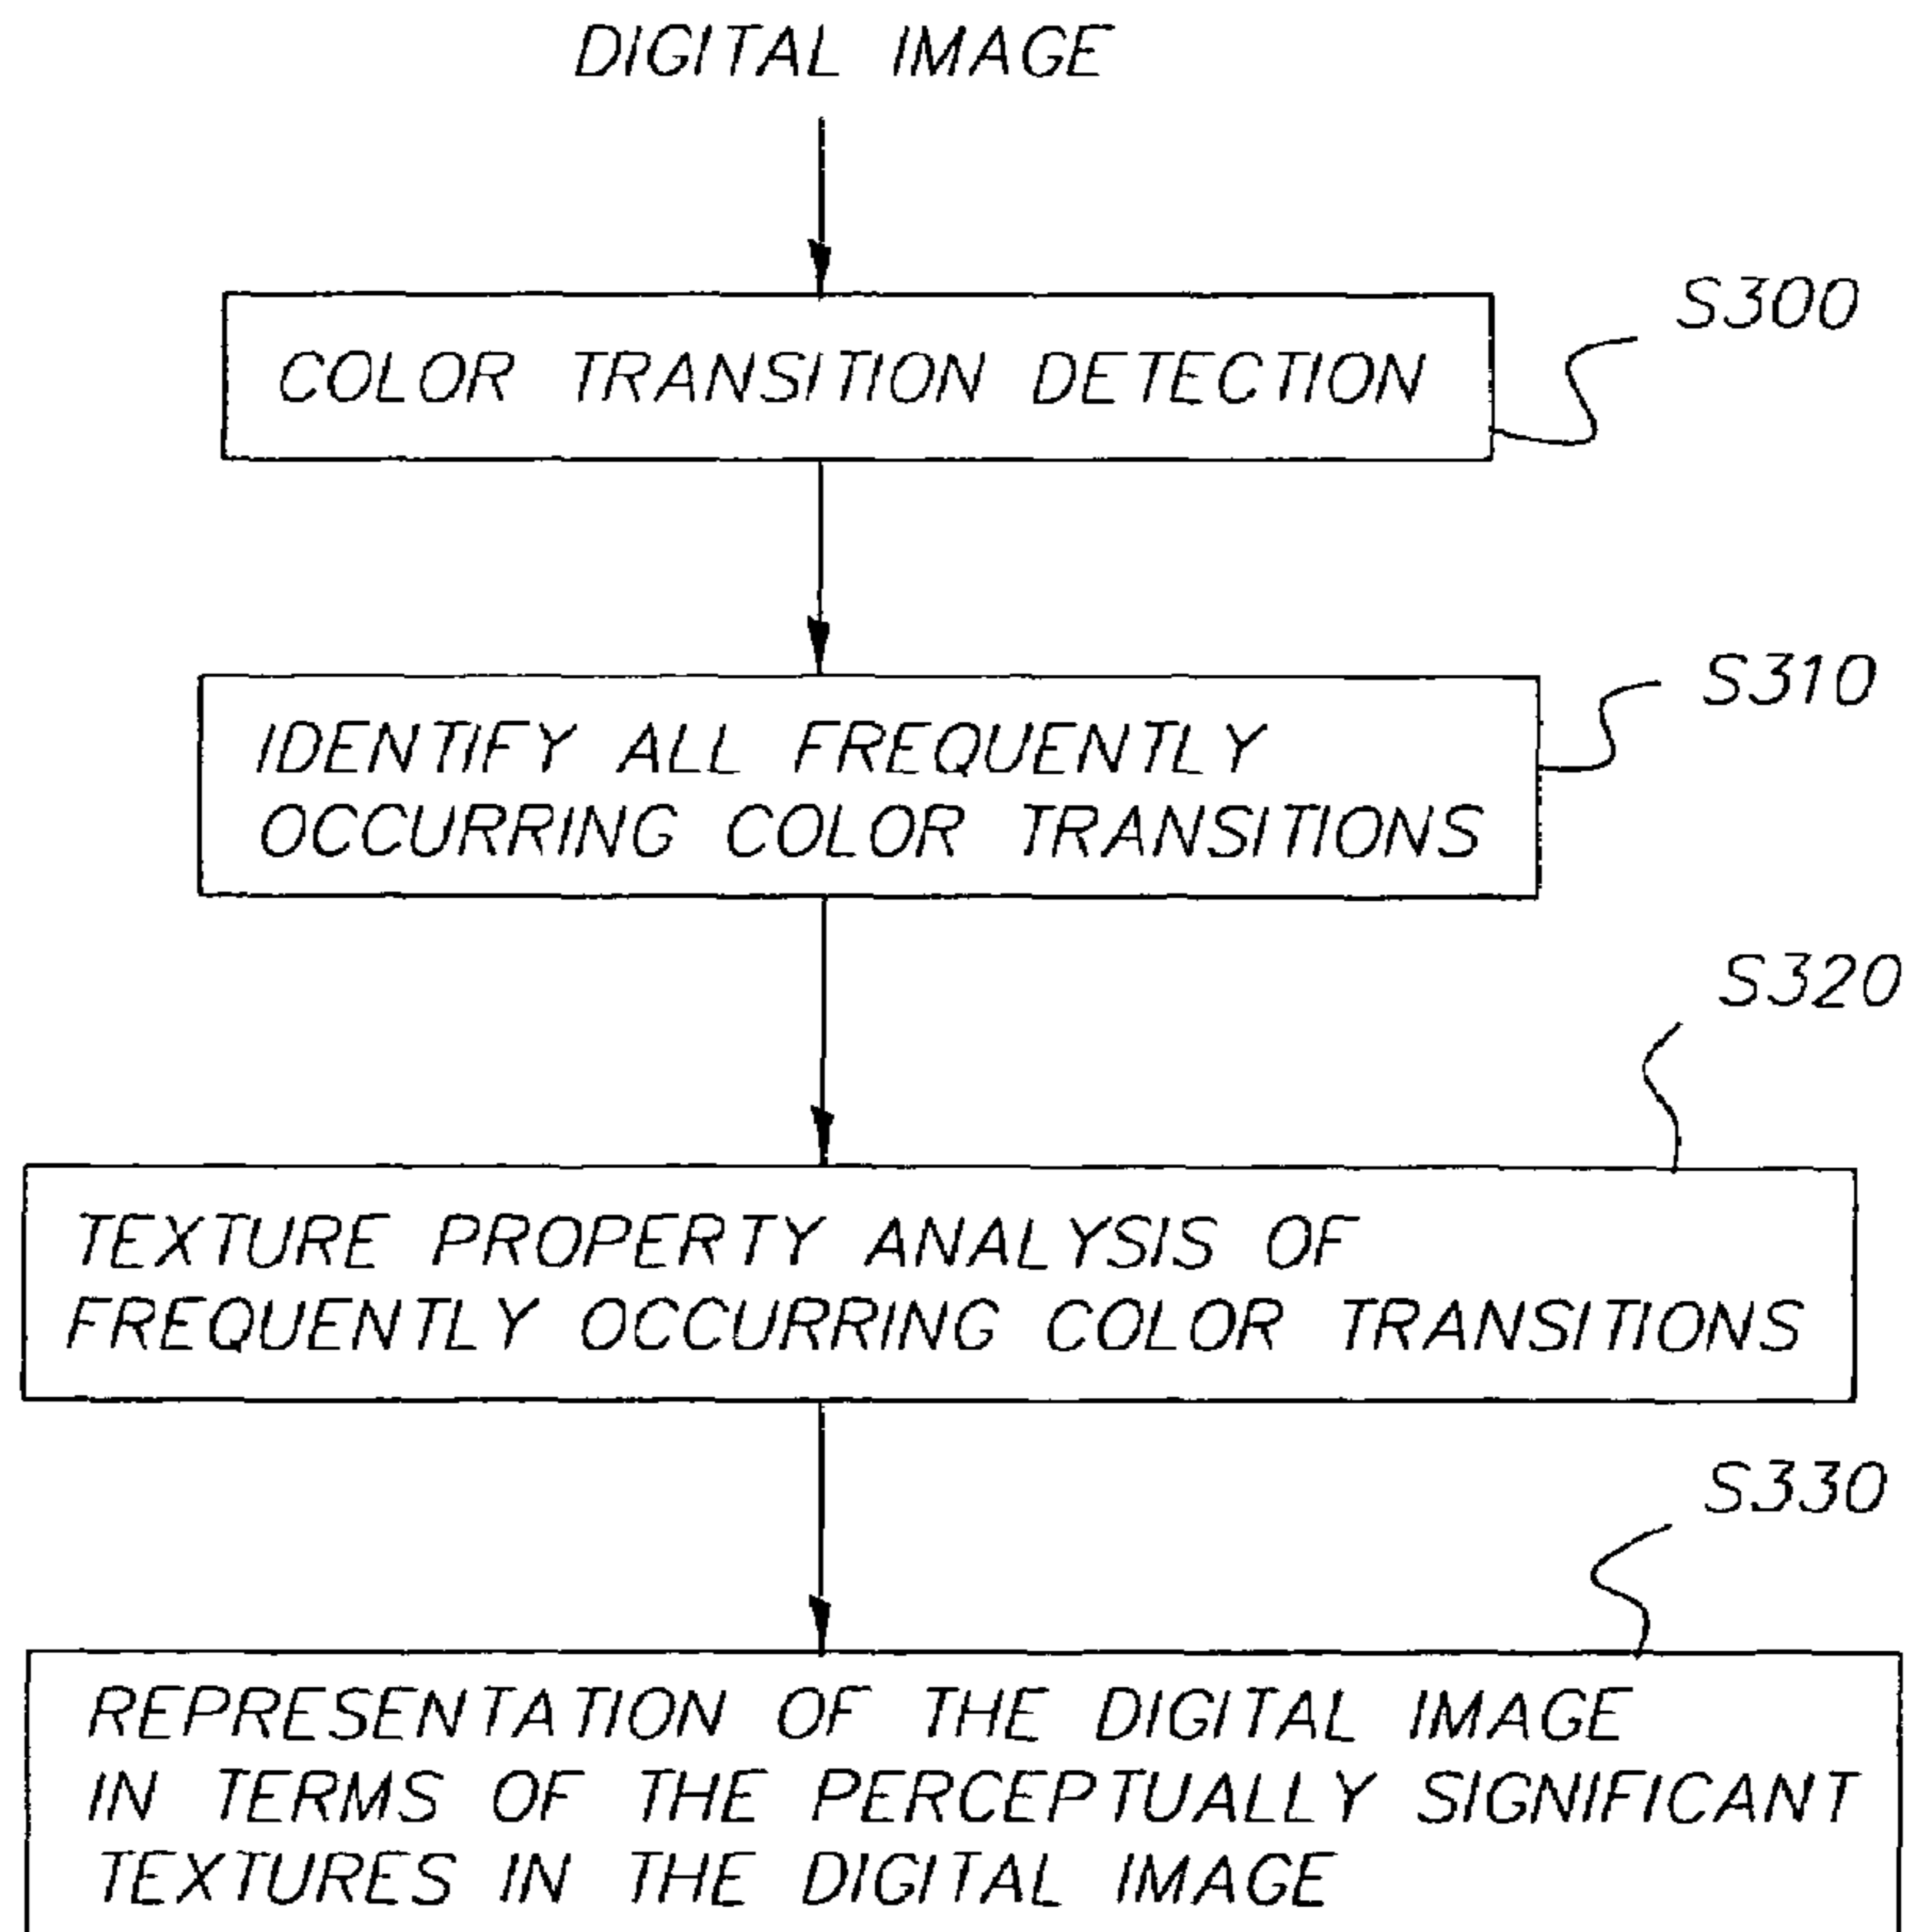 DIGITAL IMAGE
S300
COLOR TRANSITION DETECTION
S310
IDENTIFY ALL FREQUENTLY
OCCURRING COLOR TRANSITIONS
S320
TEXTURE PROPERTY ANALYSIS OF
FREQUENTLY OCCURRING COLOR TRANSITIONS
S330
REPRESENTATION OF THE DIGITAL IMAGE
IN TERMS OF THE PERCEPTUALLY SIGNIFICANT
TEXTURES IN THE DIGITAL IMAGE